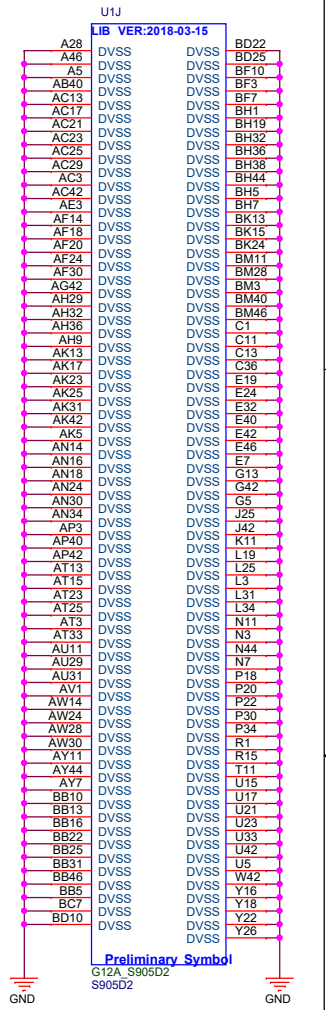 U1J
LIB VER:2018-03-15
A28 DVSS DVSS BD22
A46 DVSS DVSS BD25
A5 DVSS DVSS BF10
AB40 DVSS DVSS BF3
AC13 DVSS DVSS BF7
AC17 DVSS DVSS BH1
AC21 DVSS DVSS BH19
AC23 DVSS DVSS BH32
AC25 DVSS DVSS BH36
AC29 DVSS DVSS BH38
AC3 DVSS DVSS BH44
AC42 DVSS DVSS BH5
AE3 DVSS DVSS BH7
AF14 DVSS DVSS BK13
AF18 DVSS DVSS BK15
AF20 DVSS DVSS BK24
AF24 DVSS DVSS BM11
AF30 DVSS DVSS BM28
AG42 DVSS DVSS BM3
AH29 DVSS DVSS BM40
AH32 DVSS DVSS BM46
AH36 DVSS DVSS C1
AH9 DVSS DVSS C11
AK13 DVSS DVSS C13
AK17 DVSS DVSS C36
AK23 DVSS DVSS E19
AK25 DVSS DVSS E24
AK31 DVSS DVSS E32
AK42 DVSS DVSS E40
AK5 DVSS DVSS E42
AN14 DVSS DVSS E46
AN16 DVSS DVSS E7
AN18 DVSS DVSS G13
AN24 DVSS DVSS G42
AN30 DVSS DVSS G5
AN34 DVSS DVSS J25
AP3 DVSS DVSS J42
AP40 DVSS DVSS K11
AP42 DVSS DVSS L19
AT13 DVSS DVSS L25
AT15 DVSS DVSS L3
AT23 DVSS DVSS L31
AT25 DVSS DVSS L34
AT3 DVSS DVSS N11
AT33 DVSS DVSS N3
AU11 DVSS DVSS N44
AU29 DVSS DVSS N7
AU31 DVSS DVSS P18
AV1 DVSS DVSS P20
AW14 DVSS DVSS P22
AW24 DVSS DVSS P30
AW28 DVSS DVSS P34
AW30 DVSS DVSS R1
AY11 DVSS DVSS R15
AY44 DVSS DVSS T11
AY7 DVSS DVSS U15
BB10 DVSS DVSS U17
BB13 DVSS DVSS U21
BB16 DVSS DVSS U23
BB22 DVSS DVSS U33
BB25 DVSS DVSS U42
BB31 DVSS DVSS U5
BB46 DVSS DVSS W42
BB5 DVSS DVSS Y16
BC7 DVSS DVSS Y18
BD10 DVSS DVSS Y22
DVSS Y26
Preliminary Symbol
G12A_S905D2
S905D2
GND GND